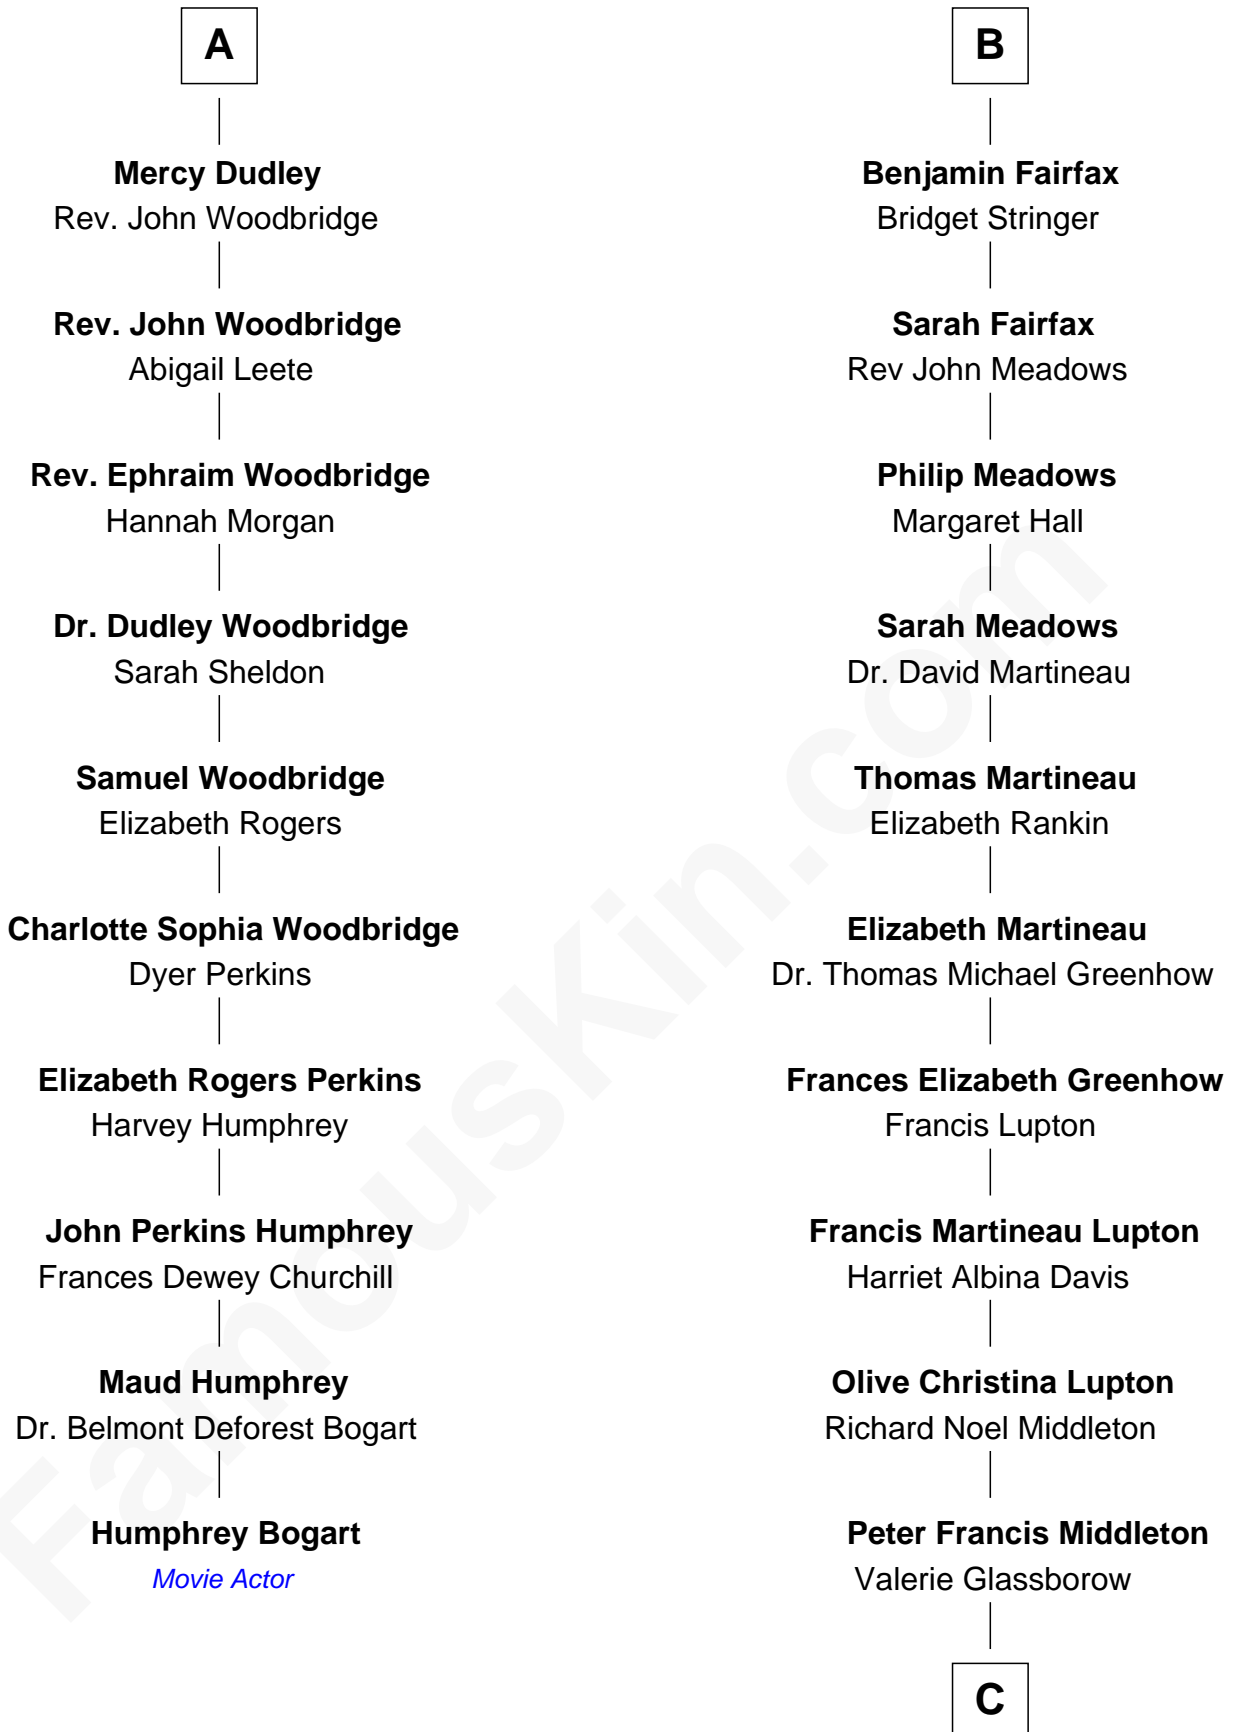 A
Mercy Dudley
Rev. John Woodbridge
Rev. John Woodbridge
Abigail Leete
Rev. Ephraim Woodbridge
Hannah Morgan
Dr. Dudley Woodbridge
Sarah Sheldon
Samuel Woodbridge
Elizabeth Rogers
Charlotte Sophia Woodbridge
Dyer Perkins
Elizabeth Rogers Perkins
Harvey Humphrey
John Perkins Humphrey
Frances Dewey Churchill
Maud Humphrey
Dr. Belmont Deforest Bogart
Humphrey Bogart
Movie Actor
B
Benjamin Fairfax
Bridget Stringer
Sarah Fairfax
Rev John Meadows
Philip Meadows
Margaret Hall
Sarah Meadows
Dr. David Martineau
Thomas Martineau
Elizabeth Rankin
Elizabeth Martineau
Dr. Thomas Michael Greenhow
Frances Elizabeth Greenhow
Francis Lupton
Francis Martineau Lupton
Harriet Albina Davis
Olive Christina Lupton
Richard Noel Middleton
Peter Francis Middleton
Valerie Glassborow
C
FamousKin.com